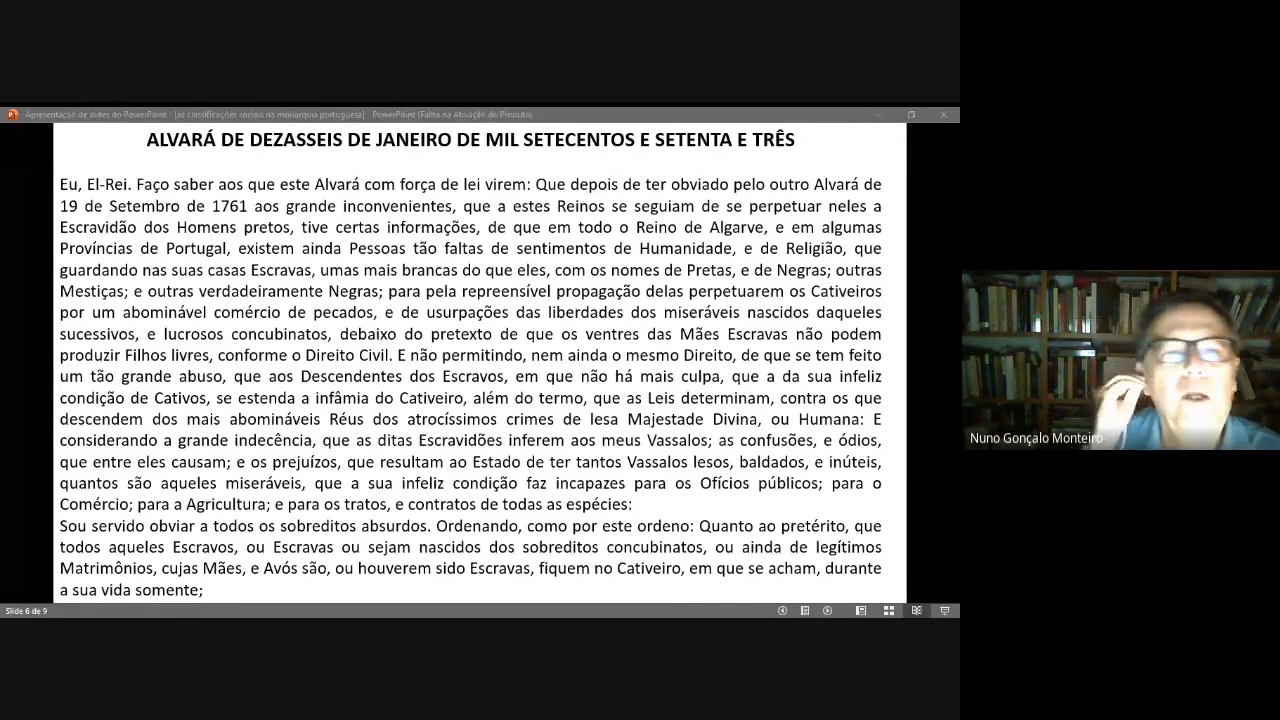 Apresentação de slides do PowerPoint - [as classificações sociais na monarquia portuguesa] - PowerPoint (Falha na Ativação do Produto)
ALVARÁ DE DEZASSEIS DE JANEIRO DE MIL SETECENTOS E SETENTA E TRÊS
Eu, El-Rei. Faço saber aos que este Alvará com força de lei virem: Que depois de ter obviado pelo outro Alvará de
19 de Setembro de 1761 aos grande inconvenientes, que a estes Reinos se seguiam de se perpetuar neles a
Escravidão dos Homens pretos, tive certas informações, de que em todo o Reino de Algarve, e em algumas
Províncias de Portugal, existem ainda Pessoas tão faltas de sentimentos de Humanidade, e de Religião, que
guardando nas suas casas Escravas, umas mais brancas do que eles, com os nomes de Pretas, e de Negras; outras
Mestiças; e outras verdadeiramente Negras; para pela repreensível propagação delas perpetuarem os Cativeiros
por um abominável comércio de pecados, e de usurpações das liberdades dos miseráveis nascidos daqueles
sucessivos, e lucrosos concubinatos, debaixo do pretexto de que os ventres das Mães Escravas não podem
produzir Filhos livres, conforme o Direito Civil. E não permitindo, nem ainda o mesmo Direito, de que se tem feito
um tão grande abuso, que aos Descendentes dos Escravos, em que não há mais culpa, que a da sua infeliz
condição de Cativos, se estenda a infâmia do Cativeiro, além do termo, que as Leis determinam, contra os que
descendem dos mais abomináveis Réus dos atrocíssimos crimes de lesa Majestade Divina, ou Humana: E
considerando a grande indecência, que as ditas Escravidões inferem aos meus Vassalos; as confusões, e ódios,
que entre eles causam; e os prejuízos, que resultam ao Estado de ter tantos Vassalos lesos, baldados, e inúteis,
quantos são aqueles miseráveis, que a sua infeliz condição faz incapazes para os Ofícios públicos; para o
Comércio; para a Agricultura; e para os tratos, e contratos de todas as espécies:
Sou servido obviar a todos os sobreditos absurdos. Ordenando, como por este ordeno: Quanto ao pretérito, que
todos aqueles Escravos, ou Escravas ou sejam nascidos dos sobreditos concubinatos, ou ainda de legítimos
Matrimônios, cujas Mães, e Avós são, ou houverem sido Escravas, fiquem no Cativeiro, em que se acham, durante
a sua vida somente;
Slide 6 de 9
Nuno Gonçalo Monteiro